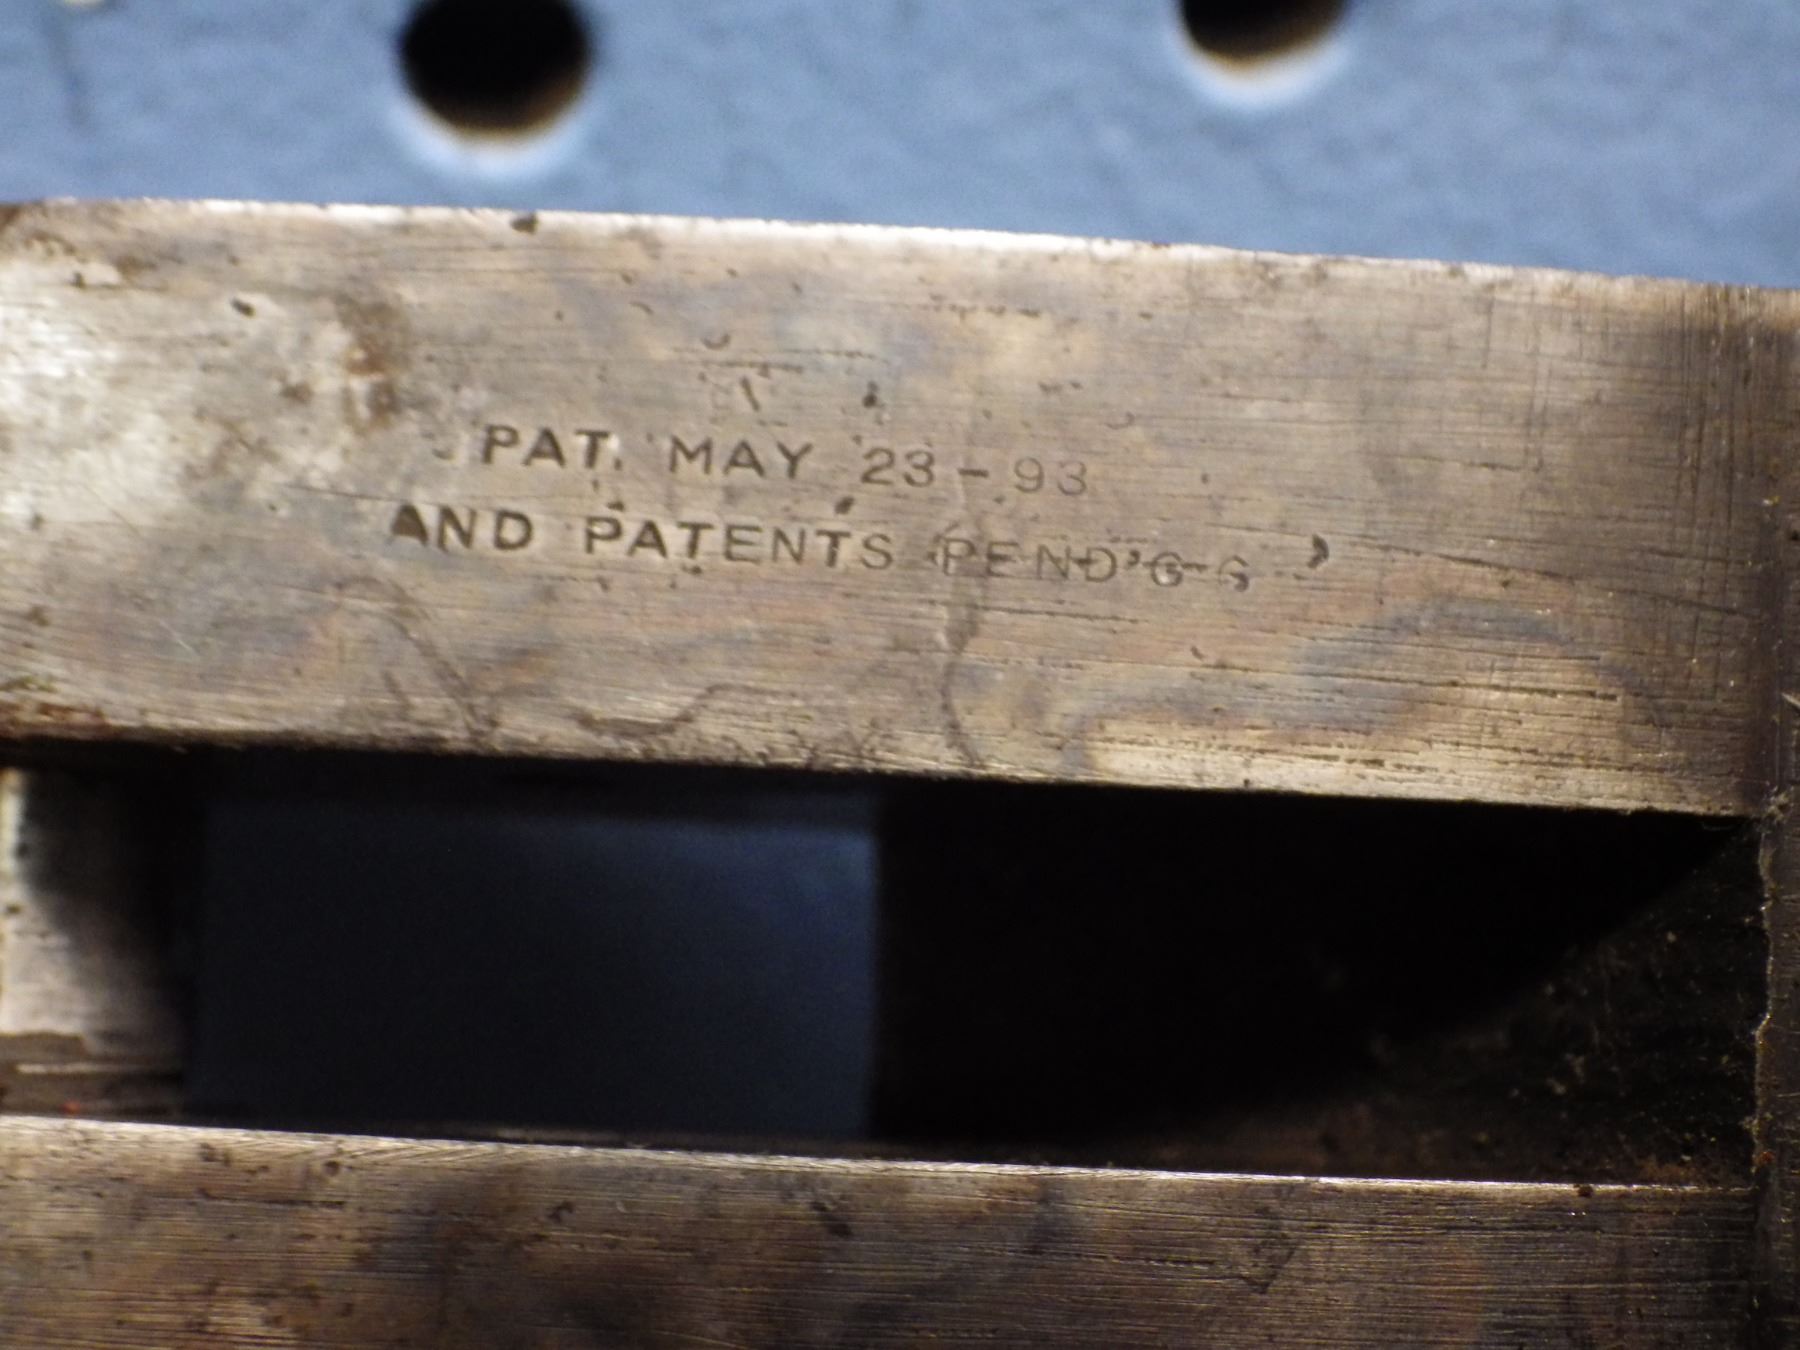 PAT. MAY 23-93
AND PATENTS PEND'G